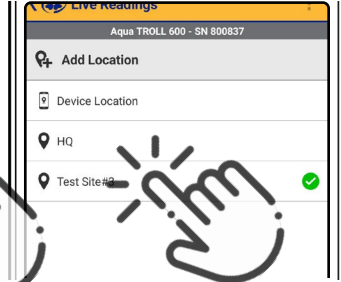 Live Readings
Aqua TROLL 600 - SN 800837
Add Location
Device Location
HQ
Test Site#3